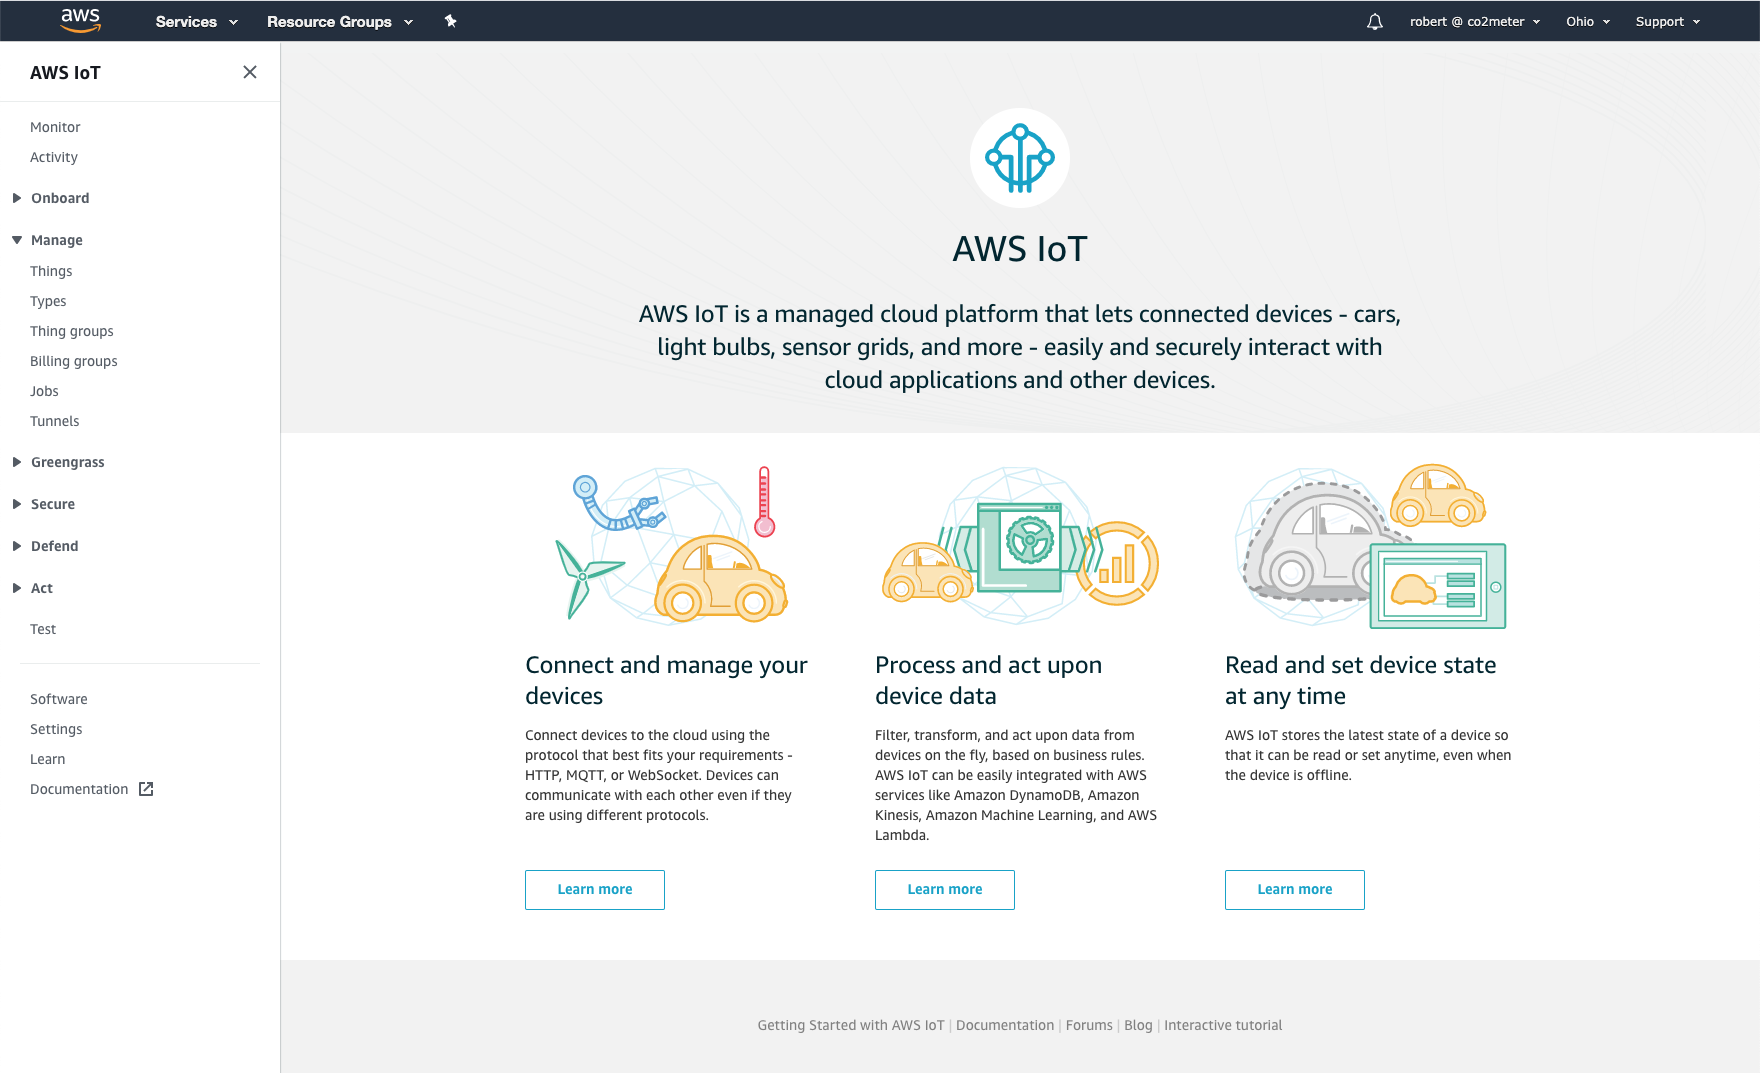 aws
Services
Resource Groups
robert @ co2meter
Ohio
Support
AWS IoT
Monitor
Activity
Onboard
Manage
Things
Types
Thing groups
Billing groups
Jobs
Tunnels
Greengrass
Secure
Defend
Act
Test
Software
Settings
Learn
Documentation
AWS IoT
AWS IoT is a managed cloud platform that lets connected devices - cars,
light bulbs, sensor grids, and more - easily and securely interact with
cloud applications and other devices.
Connect and manage your
devices
Connect devices to the cloud using the
protocol that best fits your requirements -
HTTP, MQTT, or WebSocket. Devices can
communicate with each other even if they
are using different protocols.
Learn more
Process and act upon
device data
Filter, transform, and act upon data from
devices on the fly, based on business rules.
AWS IoT can be easily integrated with AWS
services like Amazon DynamoDB, Amazon
Kinesis, Amazon Machine Learning, and AWS
Lambda.
Learn more
Read and set device state
at any time
AWS IoT stores the latest state of a device so
that it can be read or set anytime, even when
the device is offline.
Learn more
Getting Started with AWS IoT | Documentation | Forums | Blog | Interactive tutorial